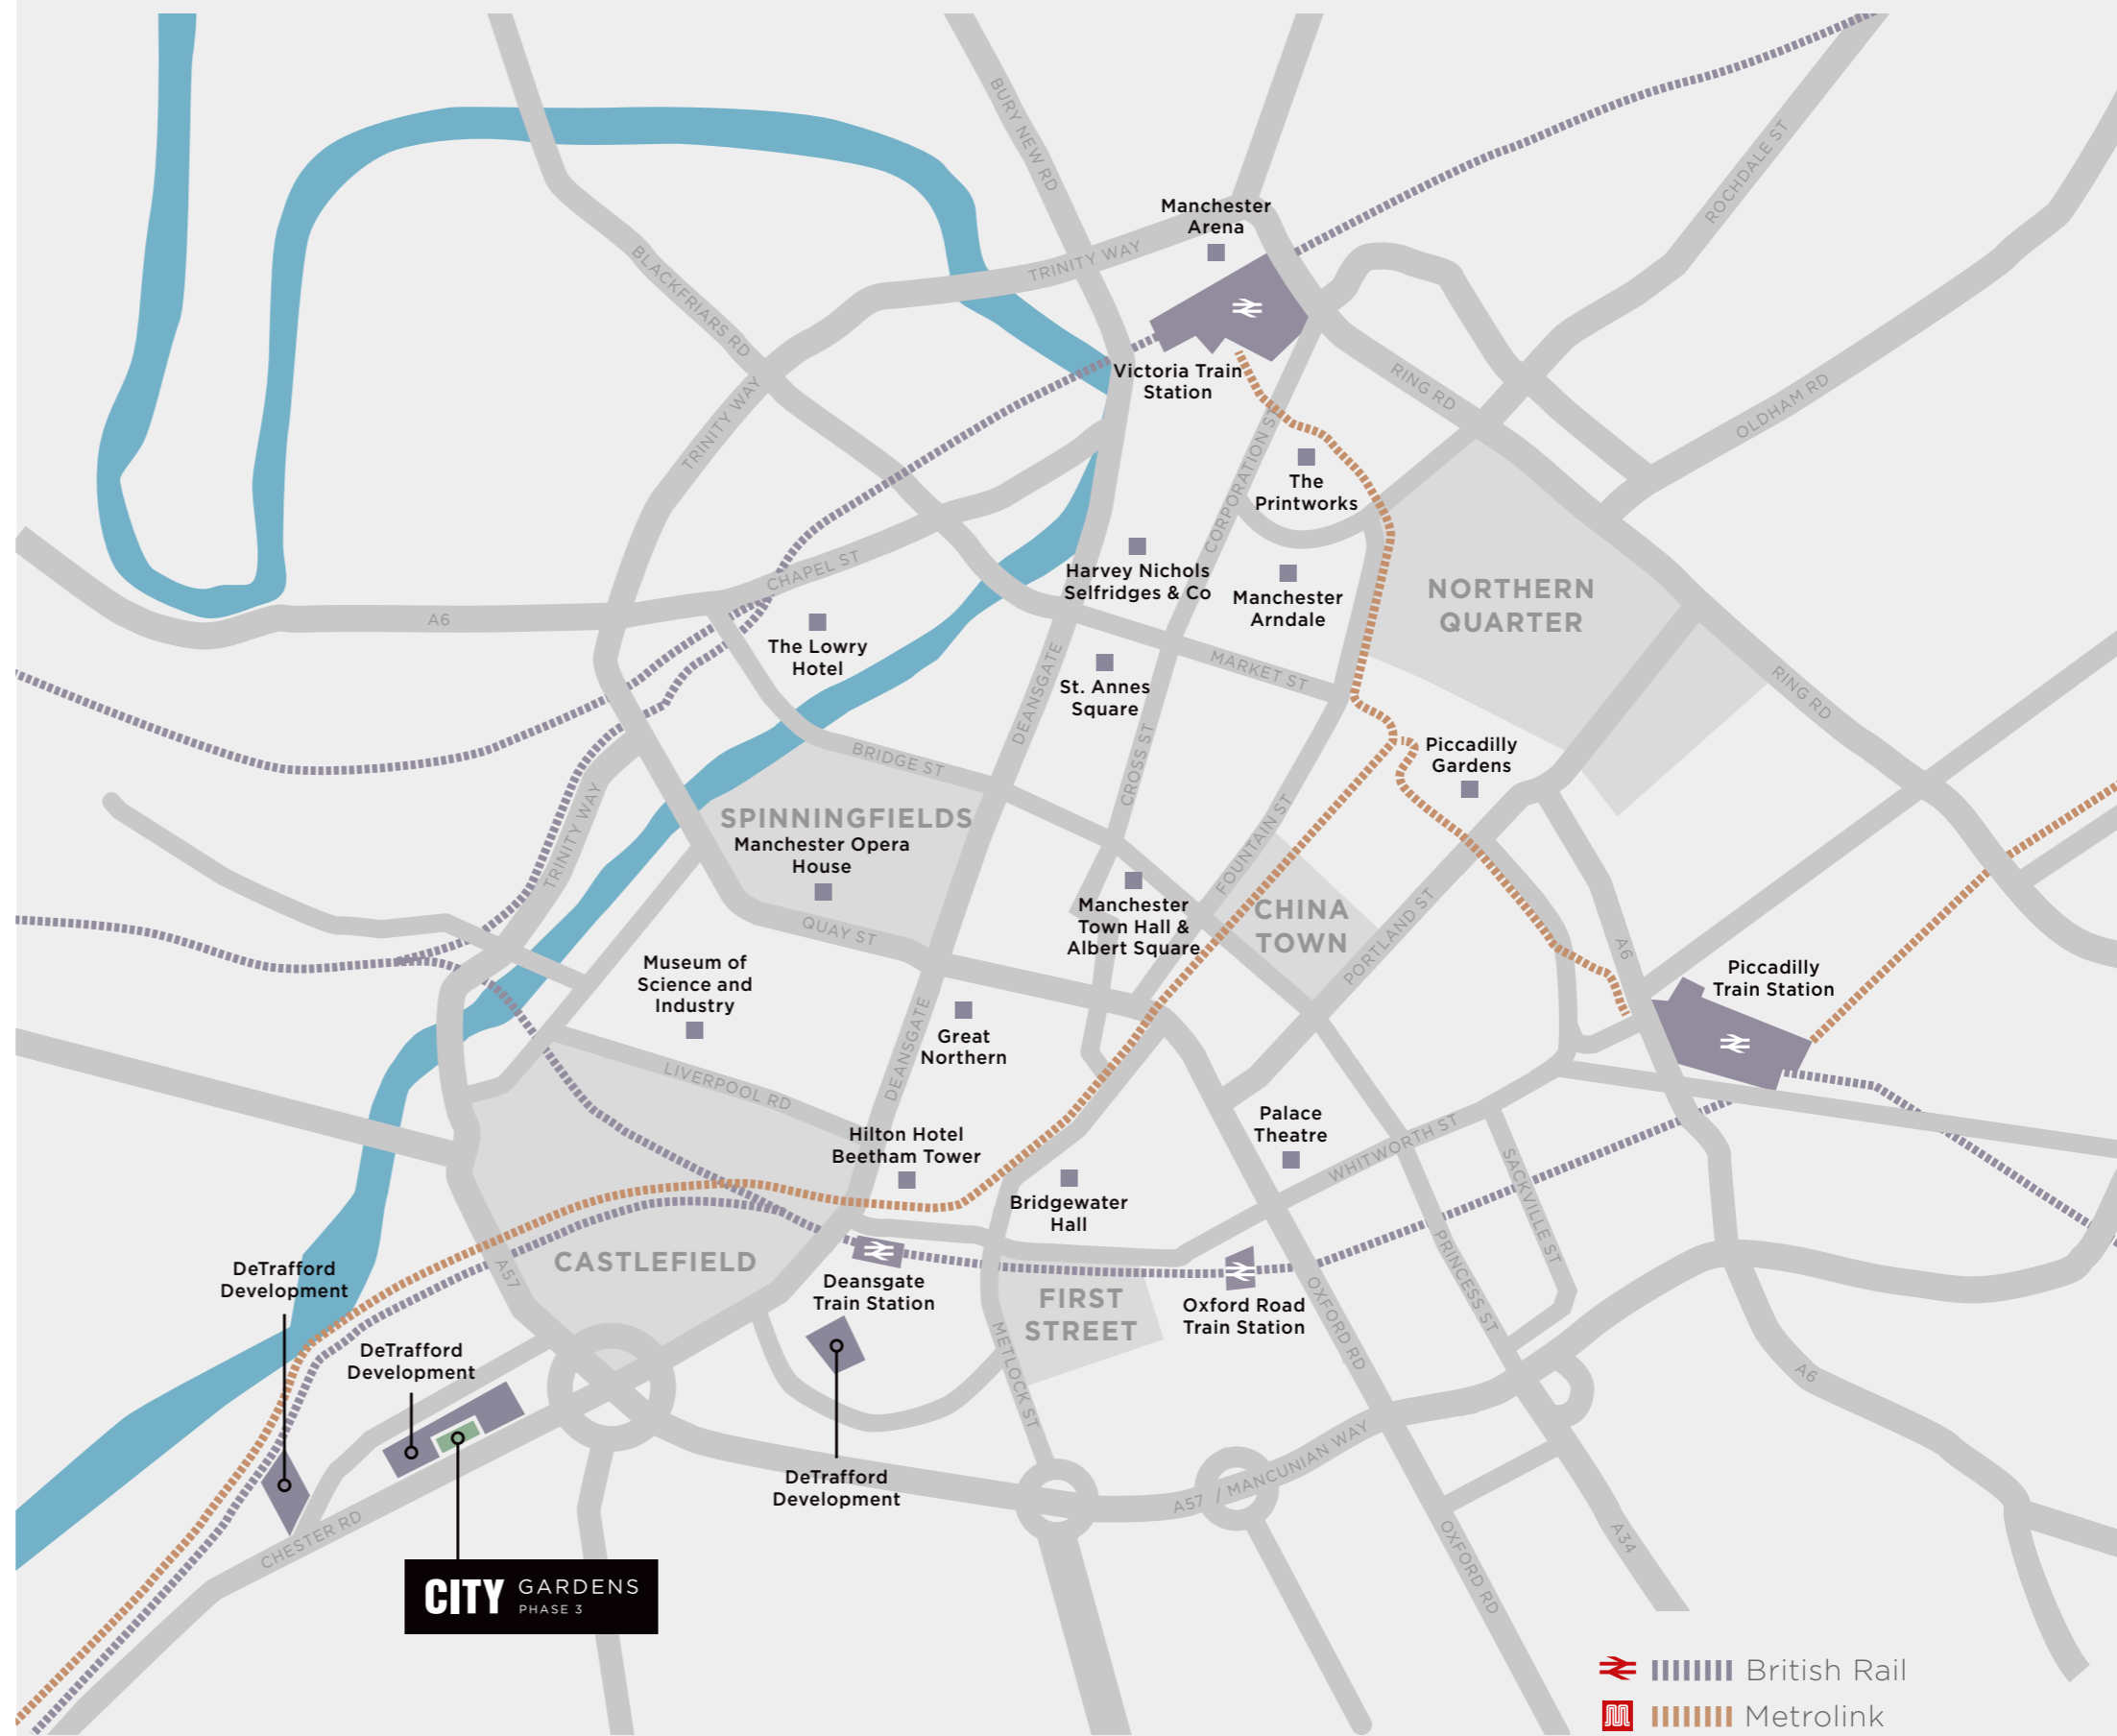 BURY NEW RD
ROCHDALE ST
Manchester
Arena
TRINITY WAY
BLACKFRIARS RD
Victoria Train
Station
RING RD
OLDHAM RD
TRINITY WAY
CORPORATION ST
The
Printworks
CHAPEL ST
Harvey Nichols
Selfridges & Co
Manchester
Arndale
NORTHERN
QUARTER
A6
The Lowry
Hotel
MARKET ST
St. Annes
Square
DEANSGATE
RING RD
BRIDGE ST
CROSS ST
Piccadilly
Gardens
SPINNINGFIELDS
Manchester Opera
House
TRINITY WAY
FOUNTAIN ST
QUAY ST
Manchester
Town Hall &
Albert Square
CHINA
TOWN
PORTLAND ST
A6
Museum of
Science and
Industry
Piccadilly
Train Station
Great
Northern
DEANSGATE
LIVERPOOL RD
Hilton Hotel
Beetham Tower
Palace
Theatre
WHITWORTH ST
SACKVILLE ST
Bridgewater
Hall
PRINCESS ST
A57
CASTLEFIELD
DeTrafford
Development
Deansgate
Train Station
FIRST
STREET
Oxford Road
Train Station
OXFORD RD
METLOCK ST
DeTrafford
Development
A6
DeTrafford
Development
A57 / MANCUNIAN WAY
CHESTER RD
OXFORD RD
A34
CITY GARDENS
PHASE 3
British Rail
Metrolink